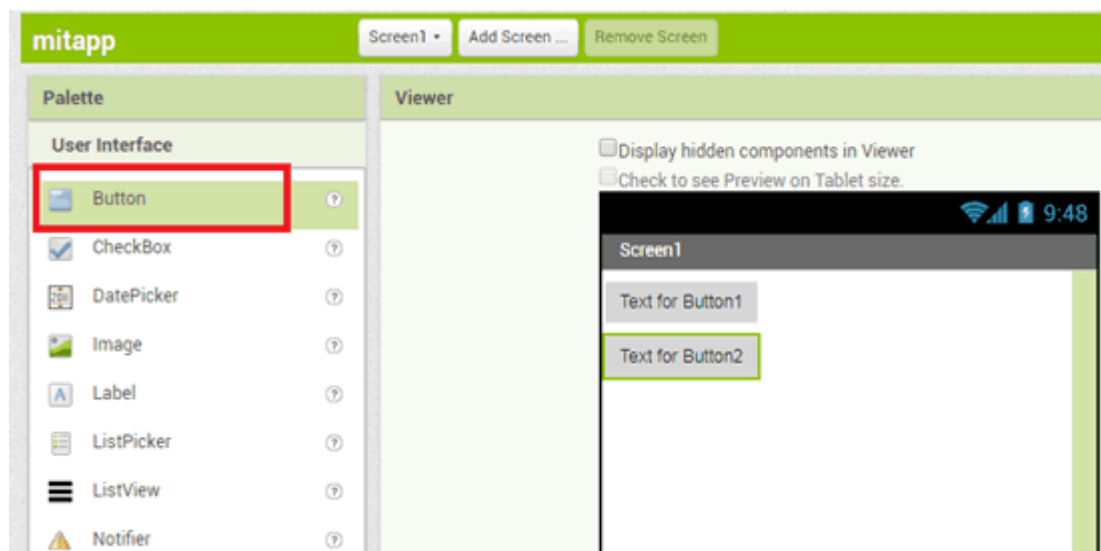 mitapp
Screen1
Add Screen ...
Remove Screen
Palette
Viewer
User Interface
Button
?
CheckBox
?
DatePicker
?
Image
?
Label
?
ListPicker
?
ListView
?
Notifier
?
Display hidden components in Viewer
Check to see Preview on Tablet size.
9:48
Screen1
Text for Button1
Text for Button2